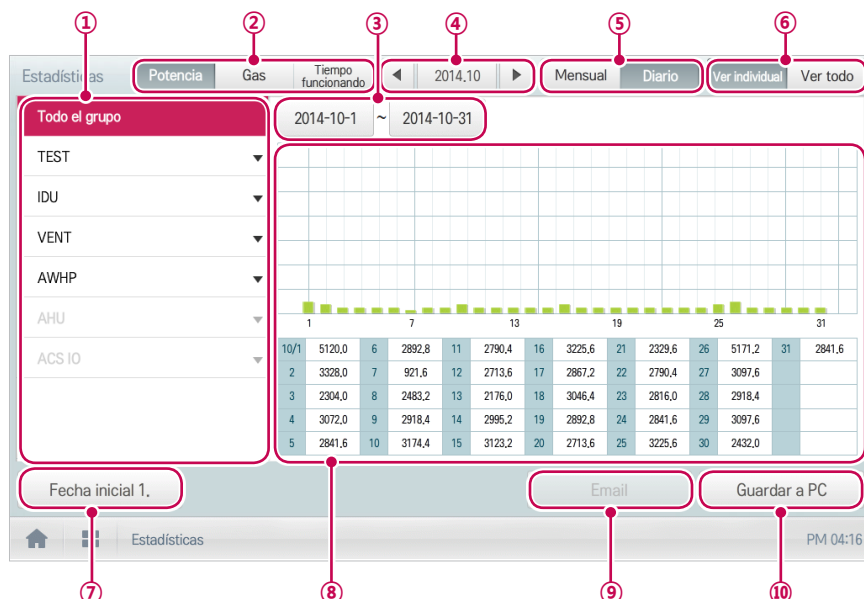 ① ② ③ ④ ⑤ ⑥
Estadísticas Potencia Gas Tiempo funcionando ◀ 2014.10 ▶ Mensual Diario Ver individual Ver todo
Todo el grupo
2014-10-1 ~ 2014-10-31
TEST
IDU
VENT
AWHP
AHU
ACS IO
1 7 13 19 25 31
10/1 5120,0 6 2892,8 11 2790,4 16 3225,6 21 2329,6 26 5171,2 31 2841,6
2 3328,0 7 921,6 12 2713,6 17 2867,2 22 2790,4 27 3097,6
3 2304,0 8 2483,2 13 2176,0 18 3046,4 23 2816,0 28 2918,4
4 3072,0 9 2918,4 14 2995,2 19 2892,8 24 2841,6 29 3097,6
5 2841,6 10 3174,4 15 3123,2 20 2713,6 25 3225,6 30 2432,0
Fecha inicial 1. Email Guardar a PC
Estadísticas PM 04:16
⑦ ⑧ ⑨ ⑩